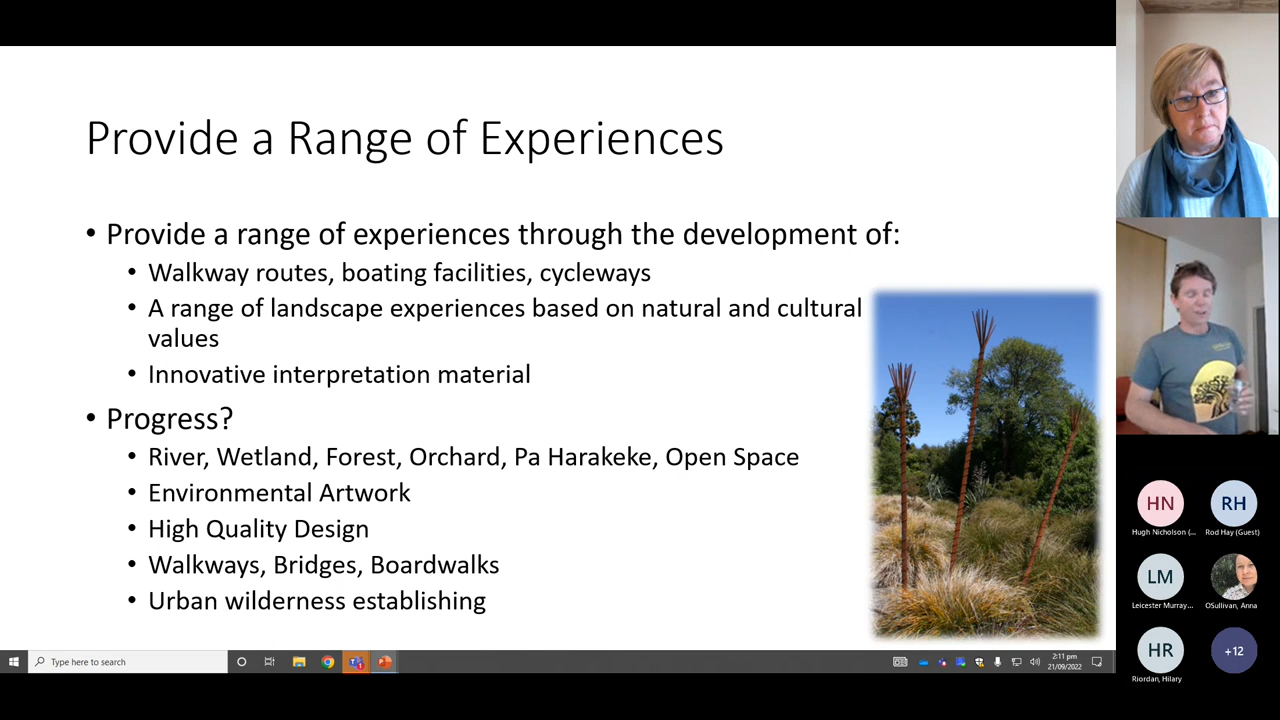 Provide a Range of Experiences
• Provide a range of experiences through the development of:
• Walkway routes, boating facilities, cycleways
• A range of landscape experiences based on natural and cultural
values
• Innovative interpretation material
• Progress?
• River, Wetland, Forest, Orchard, Pa Harakeke, Open Space
• Environmental Artwork
• High Quality Design
• Walkways, Bridges, Boardwalks
• Urban wilderness establishing
Type here to search
2:11 pm
21/09/2022
HN
RH
Hugh Nicholson (...
Rod Hay (Guest)
LM
Leicester Murray...
OSullivan, Anna
HR
+12
Riordan, Hilary